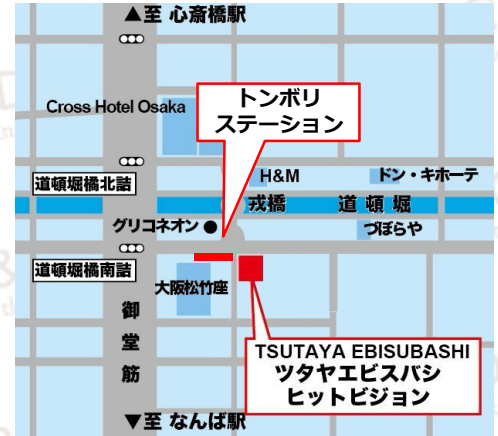 ▲至 心斎橋駅
Cross Hotel Osaka
トンボリ
ステーション
道頓堀橋北詰
H&M
ドン・キホーテ
戎橋
道頓堀
グリコネオン
づぼらや
道頓堀橋南詰
大阪松竹座
御
堂
筋
TSUTAYA EBISUBASHI
ツタヤエビスバシ
ヒットビジョン
▼至 なんば駅